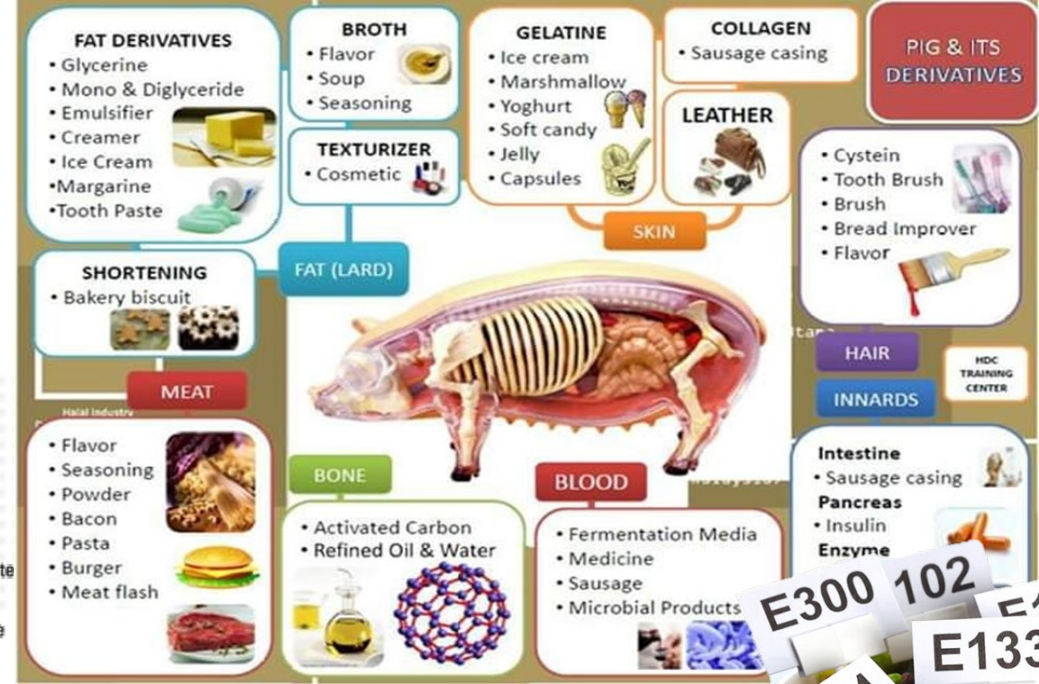 PIG & ITS
DERIVATIVES
FAT DERIVATIVES
• Glycerine
• Mono & Diglyceride
• Emulsifier
• Creamer
• Ice Cream
•Margarine
•Tooth Paste
BROTH
• Flavor
• Soup
• Seasoning
TEXTURIZER
• Cosmetic
GELATINE
• Ice cream
• Marshmallow
• Yoghurt
• Soft candy
• Jelly
• Capsules
COLLAGEN
• Sausage casing
LEATHER
• Cystein
• Tooth Brush
• Brush
• Bread Improver
• Flavor
SKIN
FAT (LARD)
SHORTENING
• Bakery biscuit
HAIR
HDC
TRAINING
CENTER
INNARDS
MEAT
Halal Industry
• Flavor
• Seasoning
• Powder
• Bacon
• Pasta
• Burger
• Meat flash
BONE
• Activated Carbon
• Refined Oil & Water
BLOOD
• Fermentation Media
• Medicine
• Sausage
• Microbial Products
Intestine
• Sausage casing
Pancreas
• Insulin
Enzyme
E300
102
E133